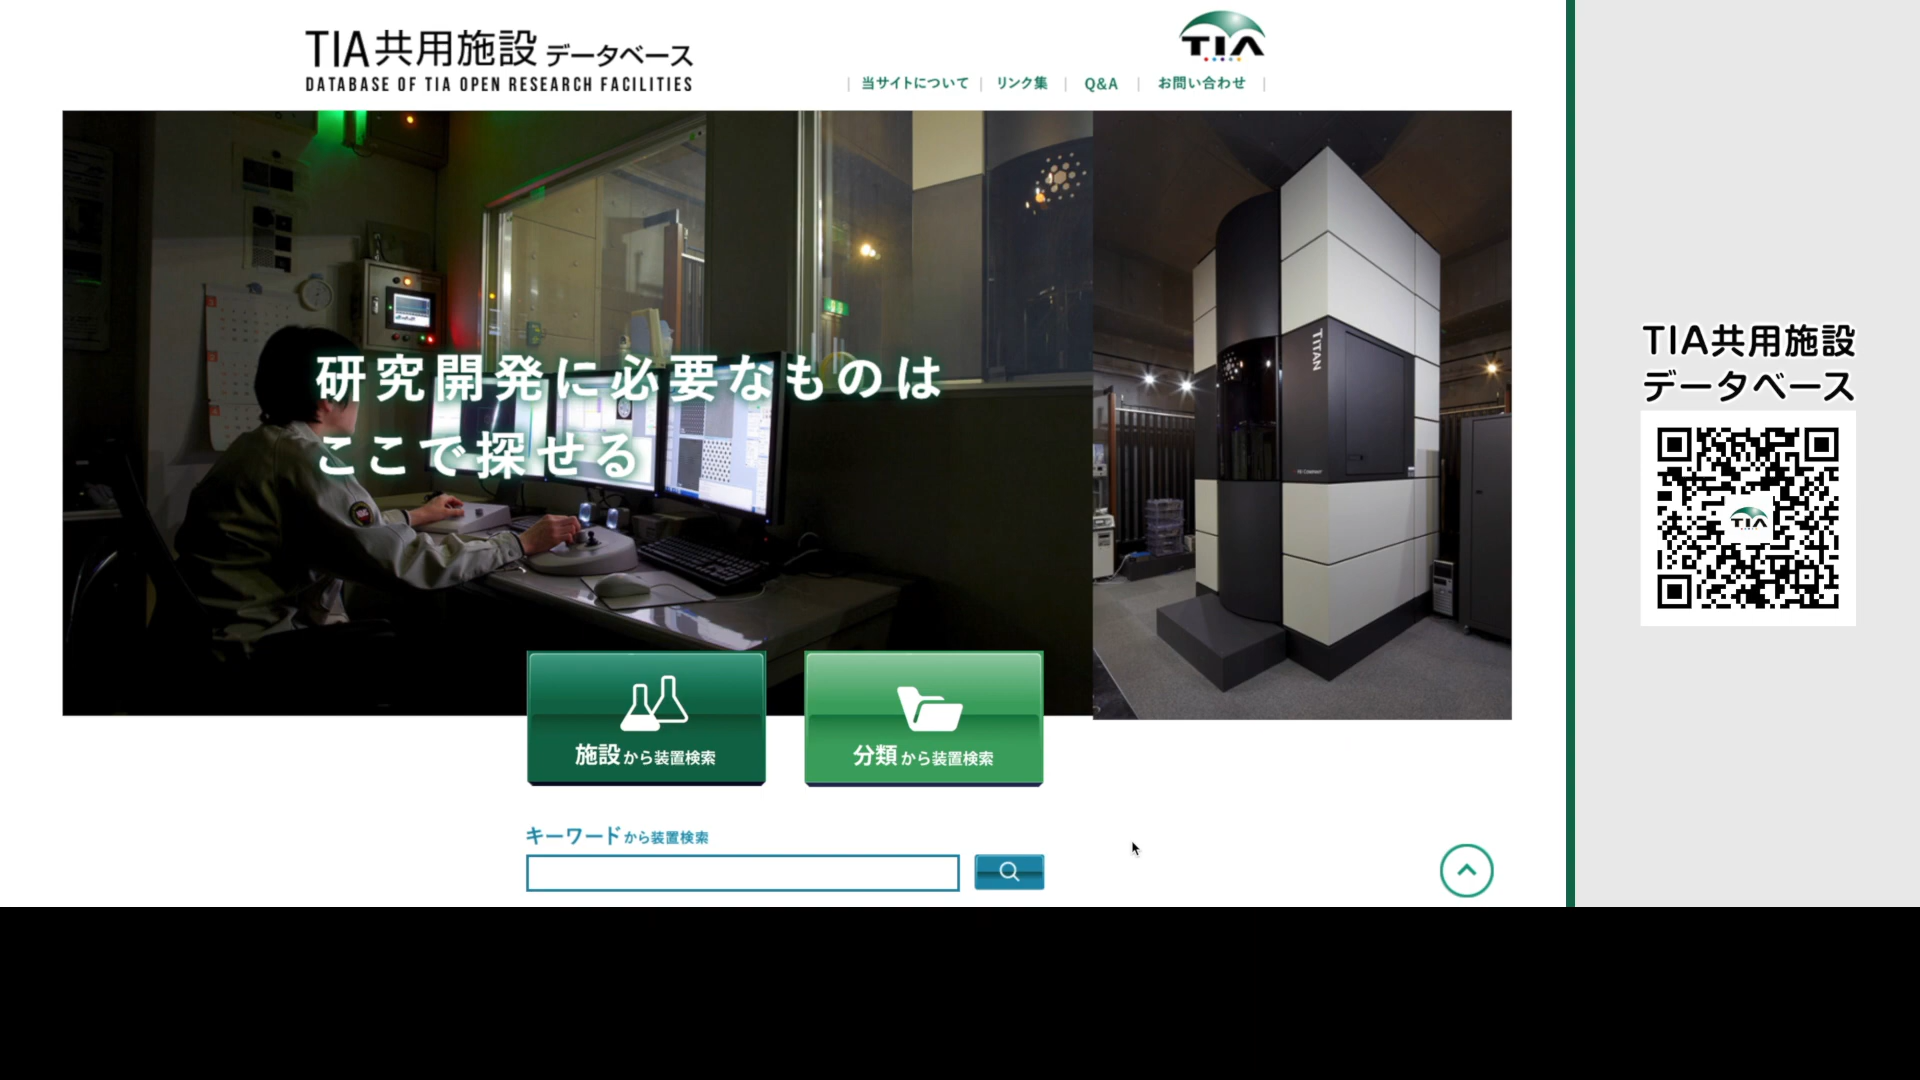 TIA共用施設 データベース
DATABASE OF TIA OPEN RESEARCH FACILITIES
TIA
当サイトについて
リンク集
Q&A
お問い合わせ
研究開発に必要なものは
ここで探せる
TITAN
施設から装置検索
分類から装置検索
キーワードから装置検索
TIA共用施設
データベース
TIA